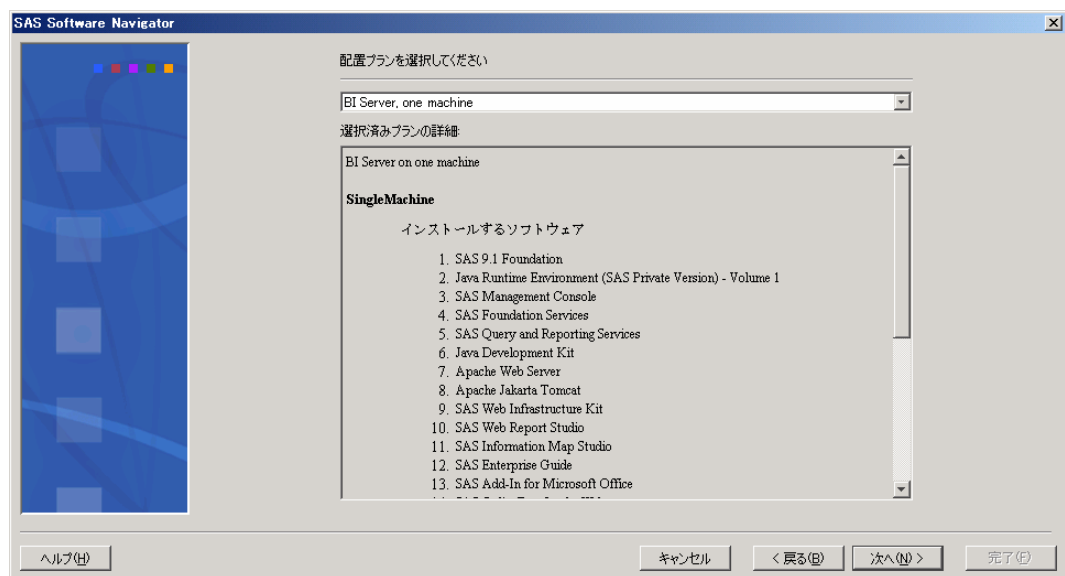 SAS Software Navigator
配置プランを選択してください
BI Server, one machine
選択済みプランの詳細:
BI Server on one machine
SingleMachine
インストールするソフトウェア
1. SAS 9.1 Foundation
2. Java Runtime Environment (SAS Private Version) - Volume 1
3. SAS Management Console
4. SAS Foundation Services
5. SAS Query and Reporting Services
6. Java Development Kit
7. Apache Web Server
8. Apache Jakarta Tomcat
9. SAS Web Infrastructure Kit
10. SAS Web Report Studio
11. SAS Information Map Studio
12. SAS Enterprise Guide
13. SAS Add-In for Microsoft Office
ヘルプ(H) キャンセル < 戻る(B) 次へ(N) > 完了(F)